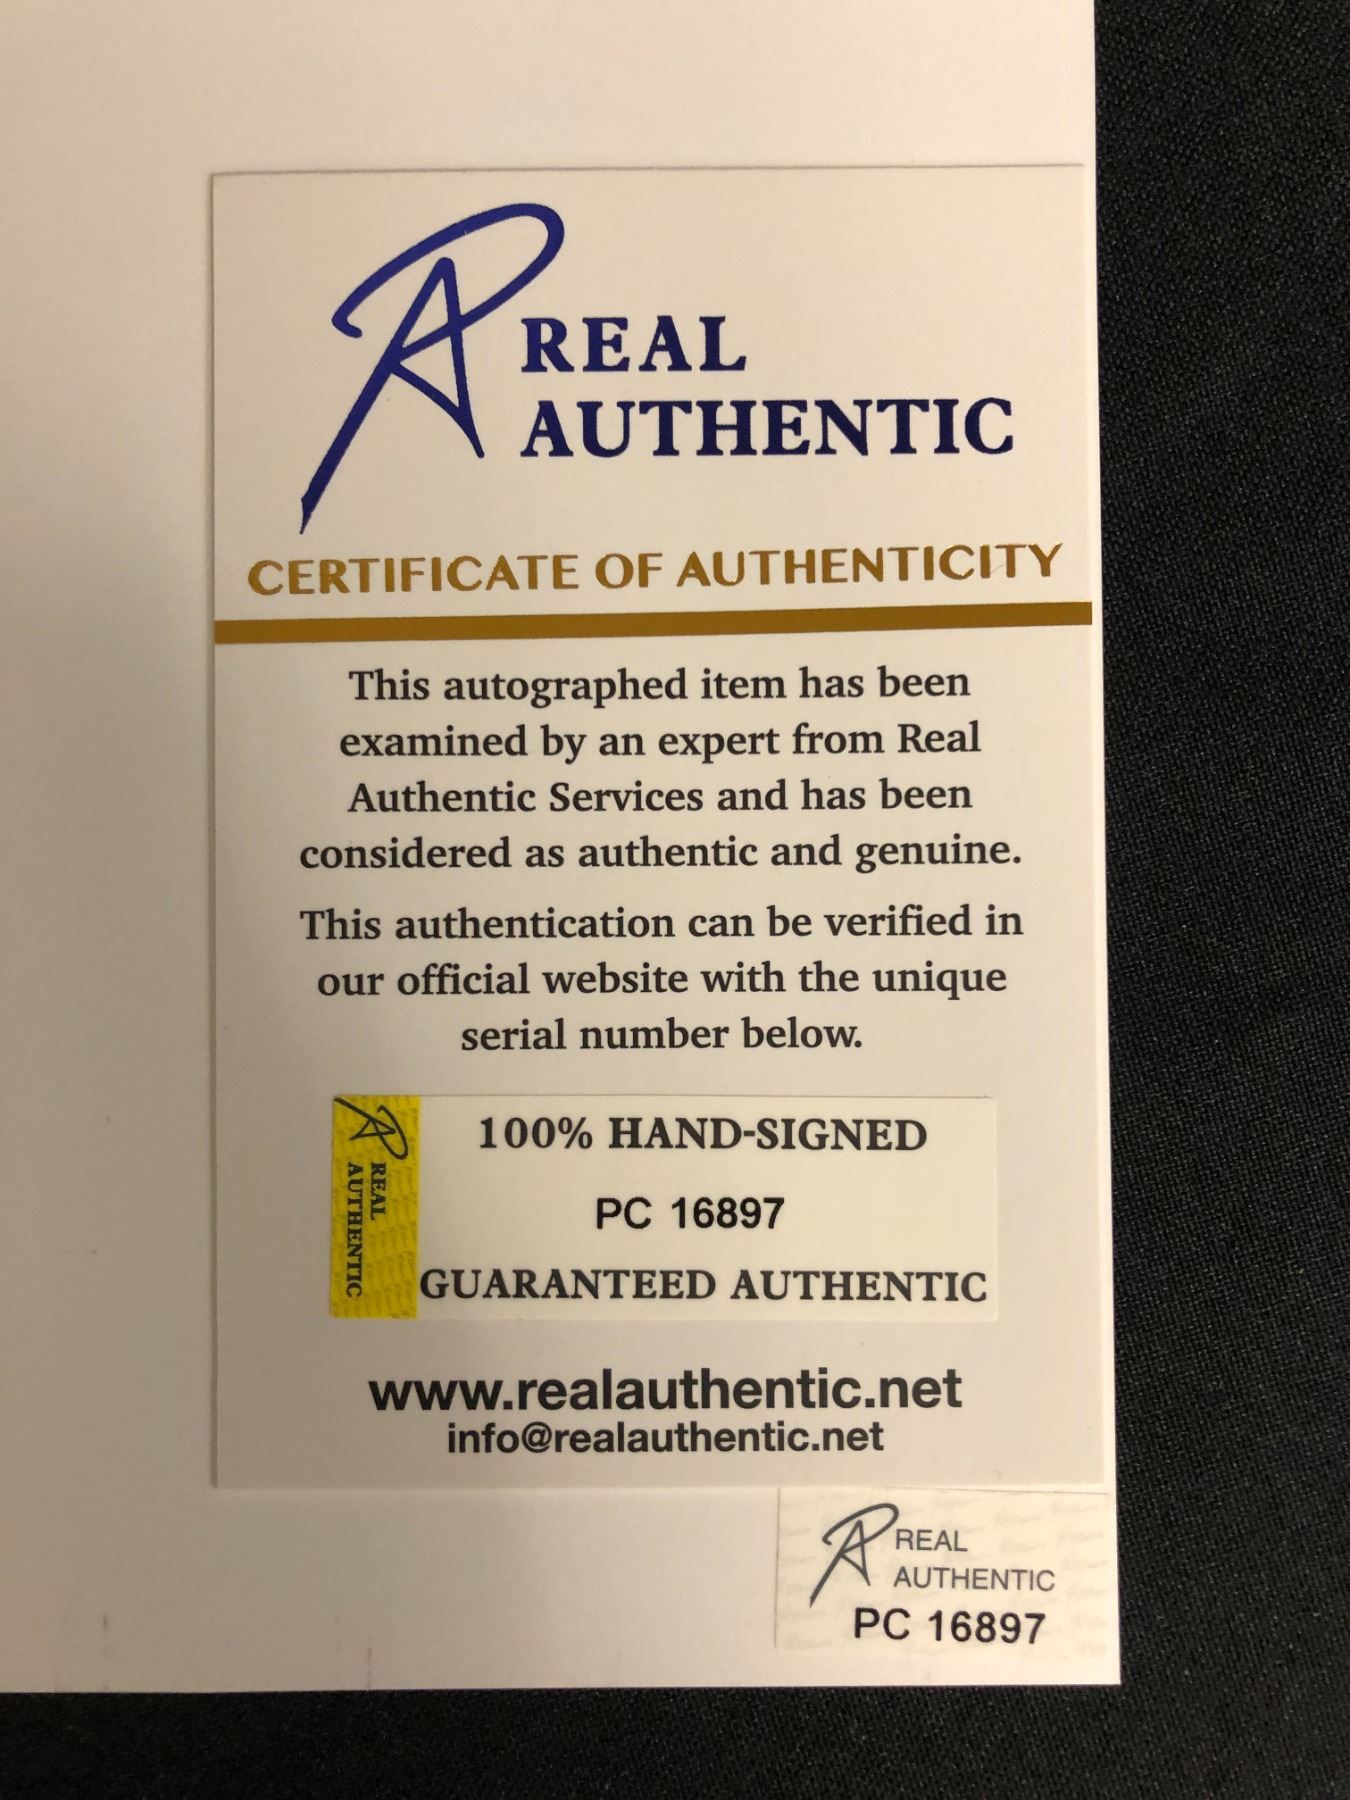 REAL
AUTHENTIC
CERTIFICATE OF AUTHENTICITY
This autographed item has been
examined by an expert from Real
Authentic Services and has been
considered as authentic and genuine.
This authentication can be verified in
our official website with the unique
serial number below.
REAL
AUTHENTIC
100% HAND-SIGNED
PC 16897
GUARANTEED AUTHENTIC
www.realauthentic.net
info@realauthentic.net
REAL
AUTHENTIC
PC 16897